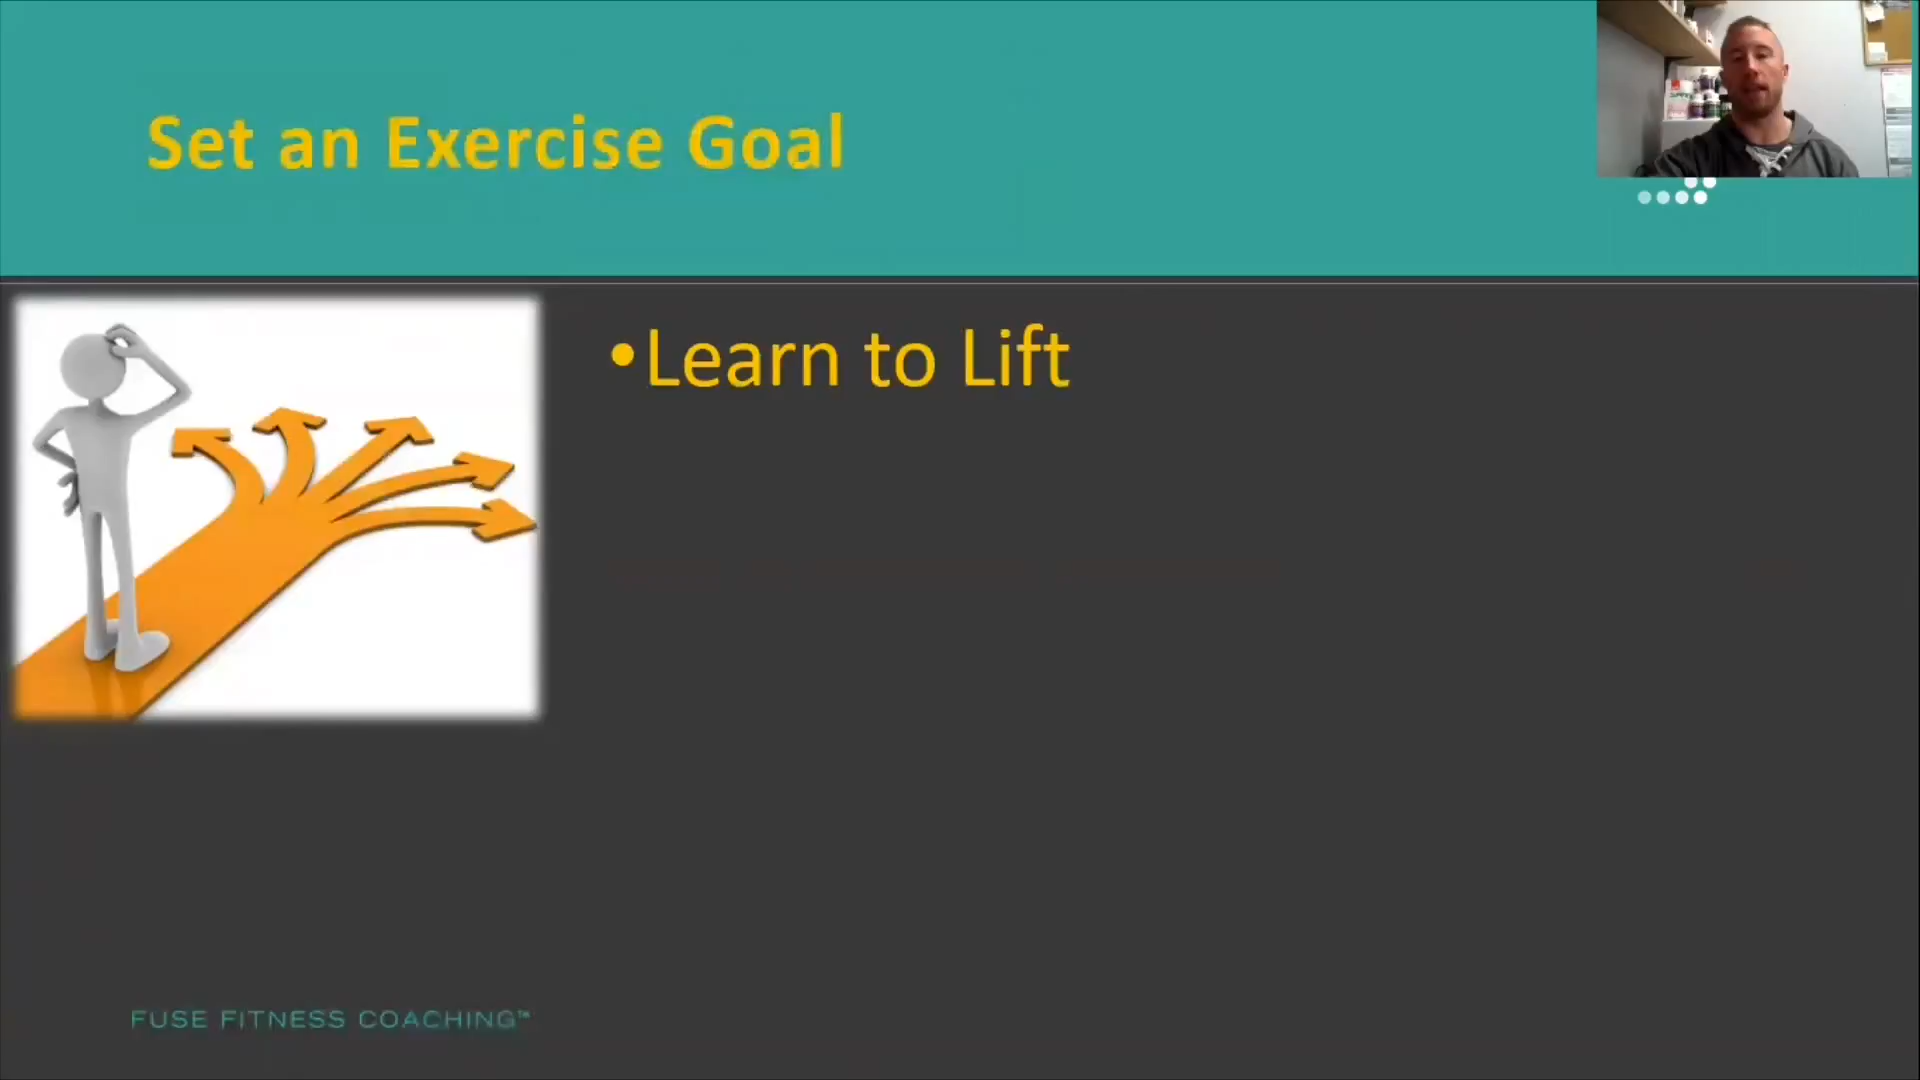 Set an Exercise Goal
•Learn to Lift
FUSE FITNESS COACHING™